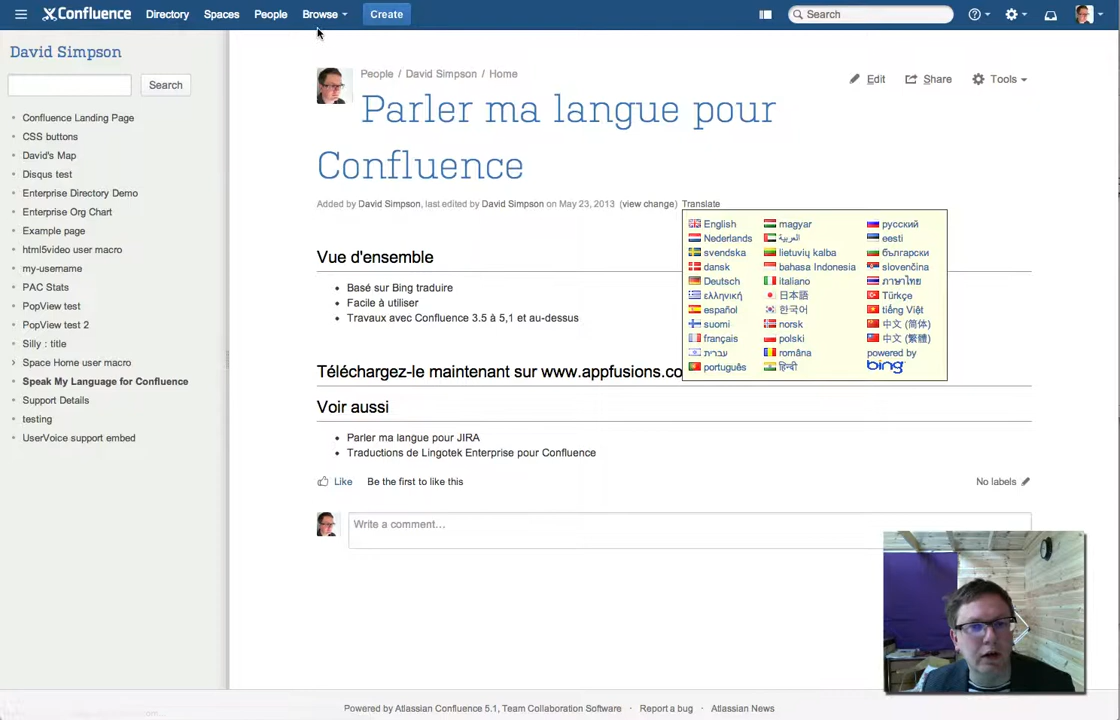 Confluence Directory Spaces People Browse Create Search
David Simpson
Search
Confluence Landing Page
CSS buttons
David's Map
Disqus test
Enterprise Directory Demo
Enterprise Org Chart
Example page
html5video user macro
my-username
PAC Stats
PopView test
PopView test 2
Silly : title
Space Home user macro
Speak My Language for Confluence
Support Details
testing
UserVoice support embed
People / David Simpson / Home
Edit Share Tools
Parler ma langue pour
Confluence
Added by David Simpson, last edited by David Simpson on May 23, 2013 (view change) Translate
English magyar русский
Nederlands العربية eesti
svenska lietuvių kalba български
dansk bahasa Indonesia slovenčina
Deutsch italiano ภาษาไทย
ελληνική 日本語 Türkçe
español 한국어 tiếng Việt
suomi norsk 中文 (简体)
français polski 中文 (繁體)
עברית română powered by
português हिन्दी bing
Vue d'ensemble
Basé sur Bing traduire
Facile à utiliser
Travaux avec Confluence 3.5 à 5,1 et au-dessus
Téléchargez-le maintenant sur www.appfusions.co
Voir aussi
Parler ma langue pour JIRA
Traductions de Lingotek Enterprise pour Confluence
Like Be the first to like this No labels
Write a comment…
Powered by Atlassian Confluence 5.1, Team Collaboration Software · Report a bug · Atlassian News